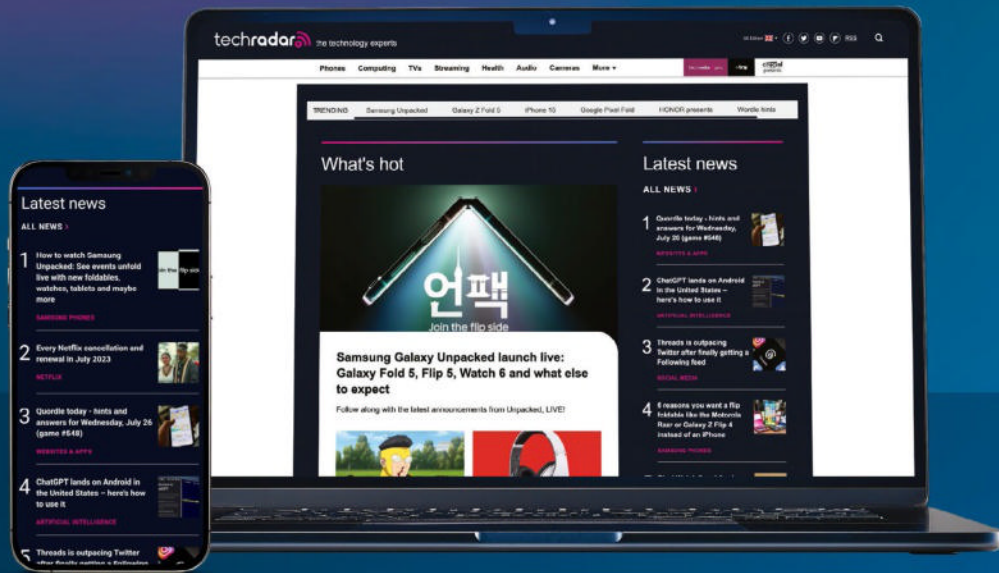 techradar the technology experts
UK Edition RSS
Phones Computing TVs Streaming Health Audio Cameras More
TRENDING Samsung Unpacked Galaxy Z Fold 5 iPhone 15 Google Pixel Fold HONOR presents Wordle hints
What's hot
언팩
Join the flip side
Samsung Galaxy Unpacked launch live:
Galaxy Fold 5, Flip 5, Watch 6 and what else
to expect
Follow along with the latest announcements from Unpacked, LIVE!
Latest news
ALL NEWS
1 Quordle today - hints and
answers for Wednesday,
July 26 (game #548)
WEBSITES & APPS
2 ChatGPT lands on Android
in the United States –
here's how to use it
ARTIFICIAL INTELLIGENCE
3 Threads is outpacing
Twitter after finally getting a
Following feed
SOCIAL MEDIA
4 6 reasons you want a flip
foldable like the Motorola
Razr or Galaxy Z Flip 4
instead of an iPhone
SAMSUNG PHONES
Latest news
ALL NEWS
1 How to watch Samsung
Unpacked: See events unfold
live with new foldables,
watches, tablets and maybe
more
SAMSUNG PHONES
flip side
2 Every Netflix cancellation and
renewal in July 2023
NETFLIX
3 Quordle today - hints and
answers for Wednesday, July 26
(game #548)
WEBSITES & APPS
4 ChatGPT lands on Android in
the United States – here's how
to use it
ARTIFICIAL INTELLIGENCE
5 Threads is outpacing Twitter
after finally getting a Following